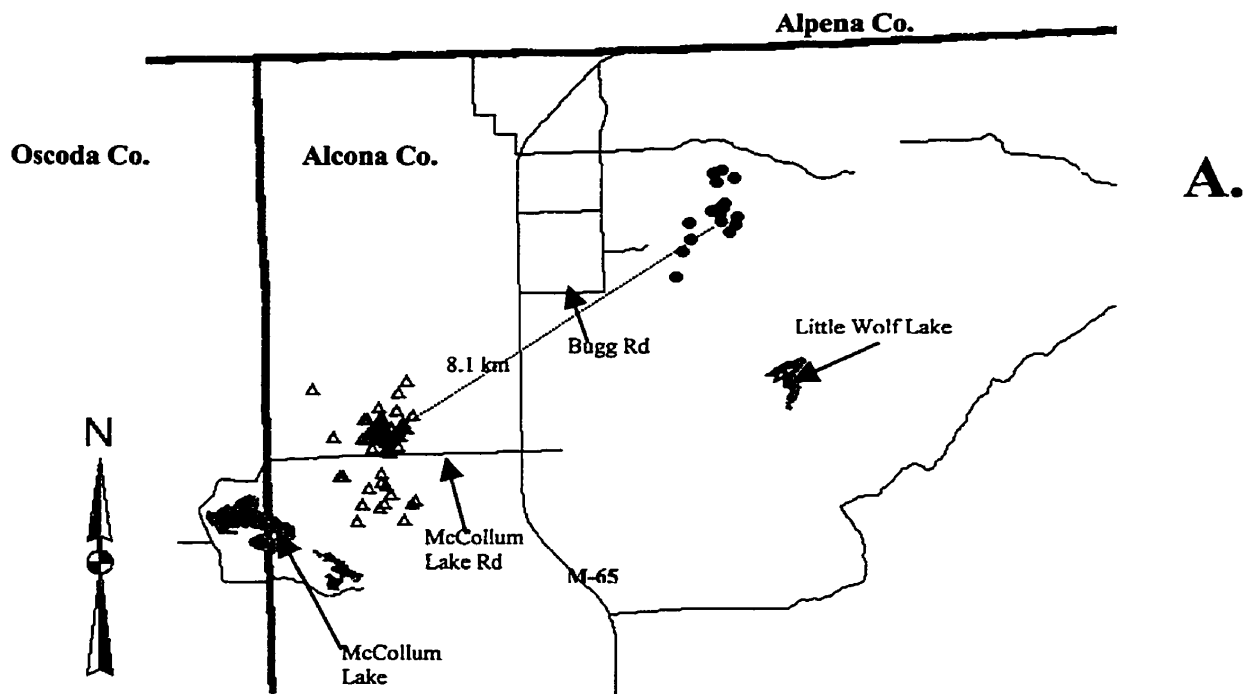 Alpena Co.
Oscoda Co.
Alcona Co.
A.
Little Wolf Lake
Bugg Rd
8.1 km
N
McCollum
Lake Rd
M-65
McCollum
Lake